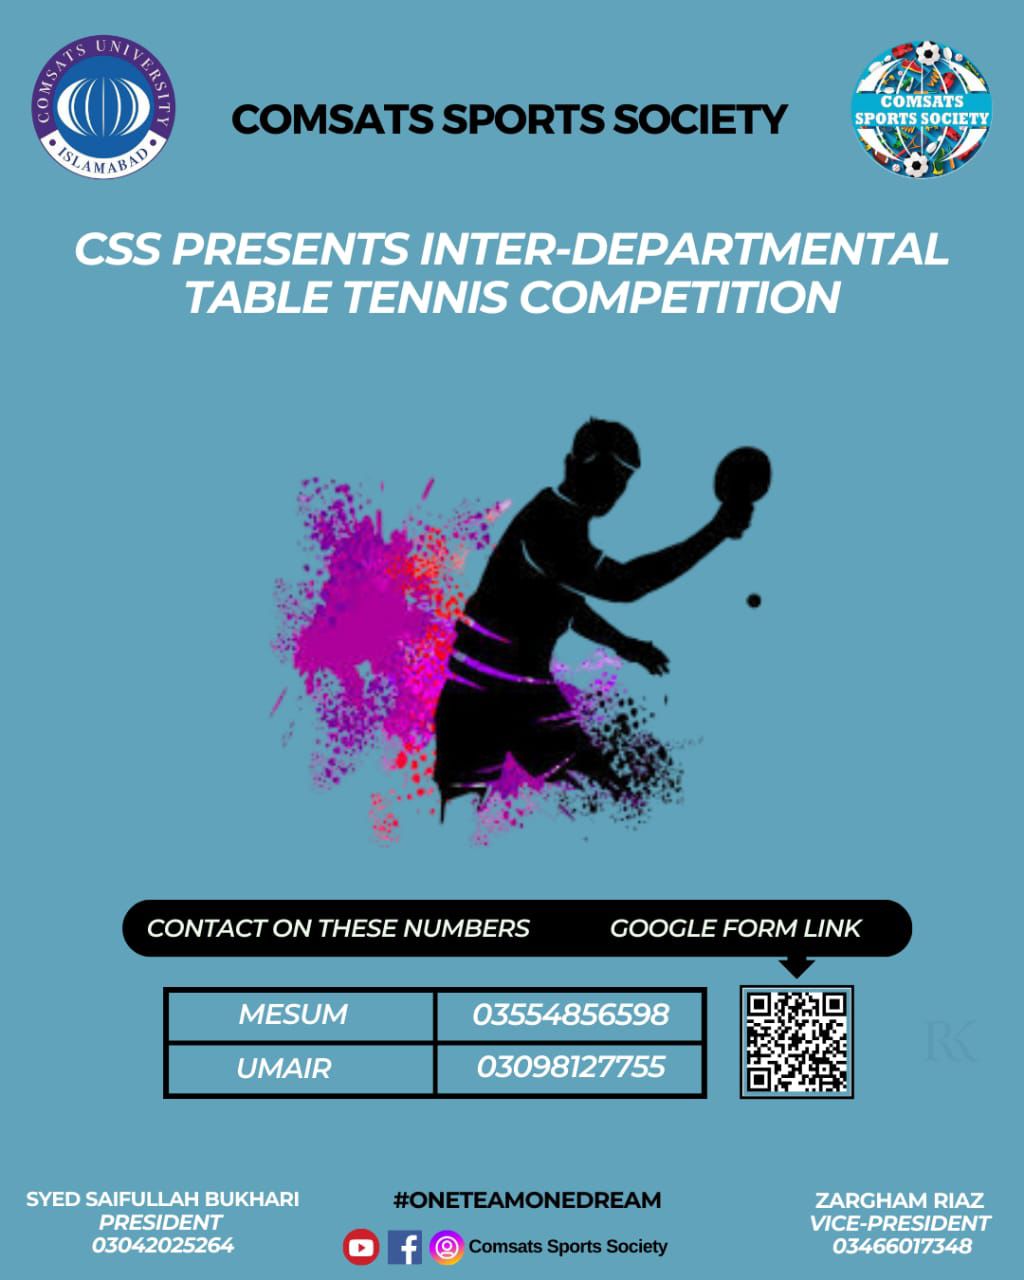 COMSATS UNIVERSITY
ISLAMABAD
COMSATS SPORTS SOCIETY
COMSATS
SPORTS SOCIETY
CSS PRESENTS INTER-DEPARTMENTAL
TABLE TENNIS COMPETITION
CONTACT ON THESE NUMBERS GOOGLE FORM LINK
MESUM 03554856598
UMAIR 03098127755
RK
SYED SAIFULLAH BUKHARI
PRESIDENT
03042025264
#ONETEAMONEDREAM
Comsats Sports Society
ZARGHAM RIAZ
VICE-PRESIDENT
03466017348